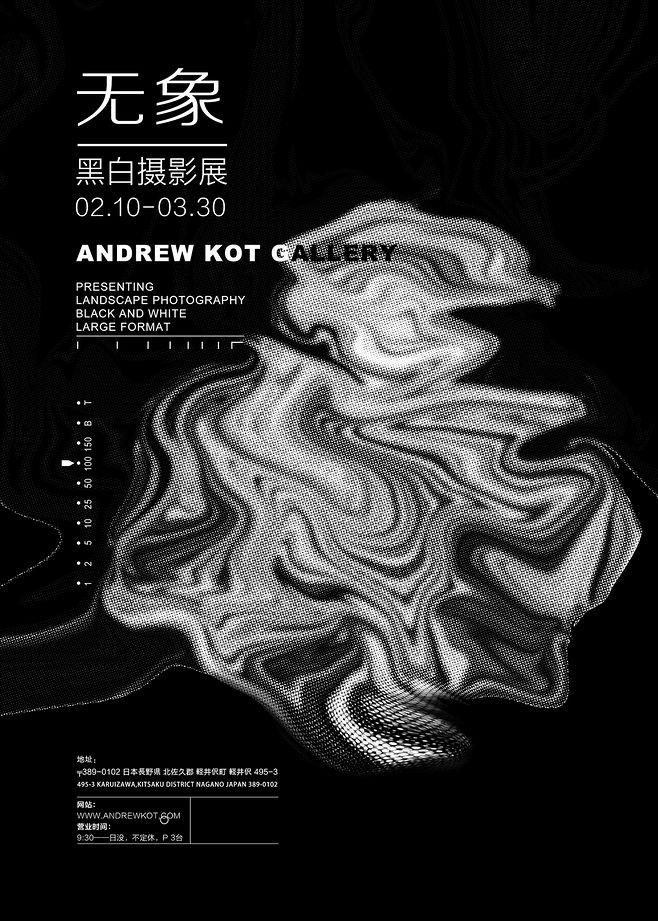 无象
黑白摄影展
02.10-03.30
ANDREW KOT GALLERY
PRESENTING
LANDSCAPE PHOTOGRAPHY
BLACK AND WHITE
LARGE FORMAT
1 2 5 10 25 50 100 150 B T
地址:
〒389-0102 日本長野県 北佐久郡 軽井沢町 軽井沢 495-3
495-3 KARUIZAWA,KITSAKU DISTRICT NAGANO JAPAN 389-0102
网站:
WWW.ANDREWKOT.COM
营业时间:
9:30——日没，不定休，P 3台